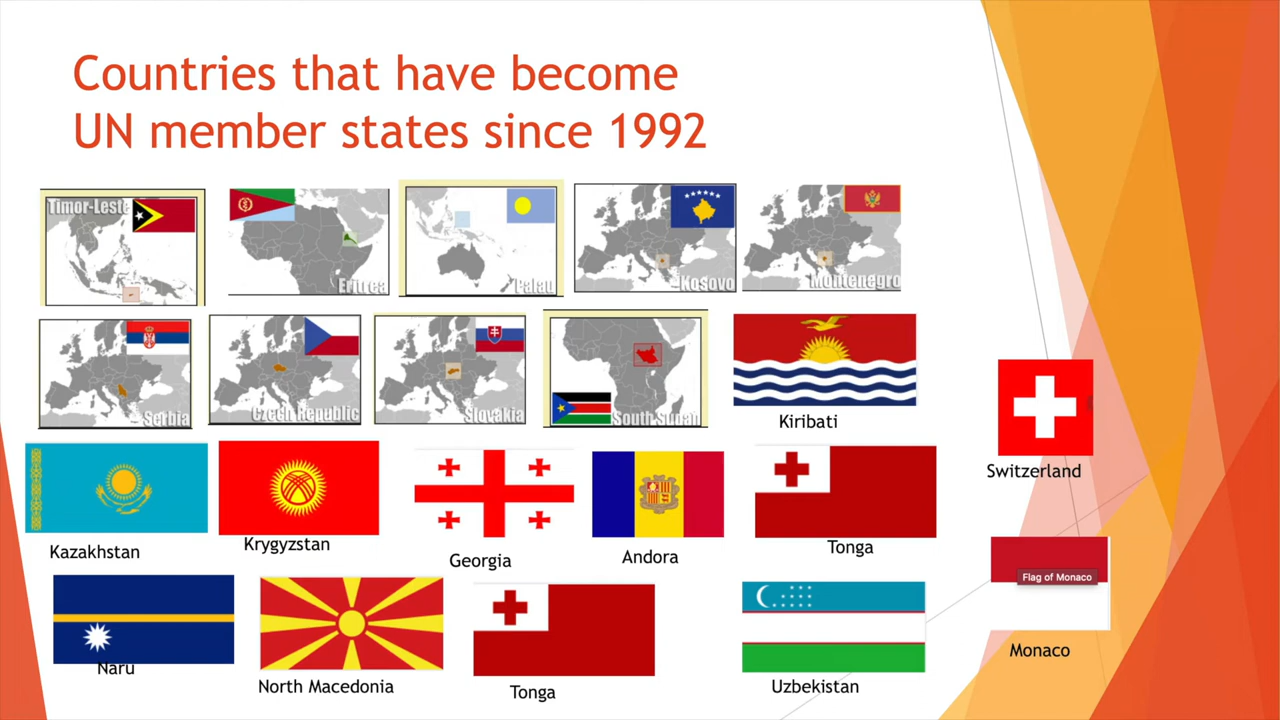 Countries that have become
UN member states since 1992
Timor-Leste
Eritrea
Palau
Kosovo
Montenegro
Serbia
Czech Republic
Slovakia
South Sudan
Kiribati
Switzerland
Kazakhstan
Krygyzstan
Georgia
Andora
Tonga
Flag of Monaco
Naru
North Macedonia
Tonga
Uzbekistan
Monaco